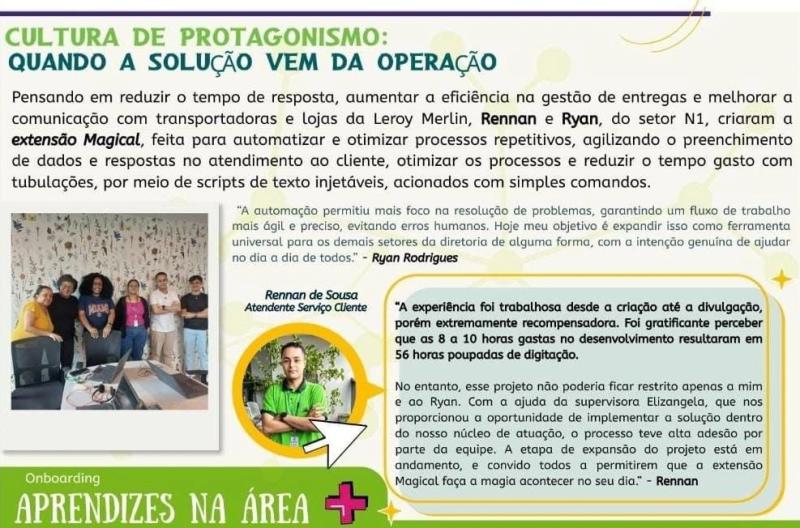 CULTURA DE PROTAGONISMO:
QUANDO A SOLUÇÃO VEM DA OPERAÇÃO
Pensando em reduzir o tempo de resposta, aumentar a eficiência na gestão de entregas e melhorar a
comunicação com transportadoras e lojas da Leroy Merlin, Rennan e Ryan, do setor N1, criaram a
extensão Magical, feita para automatizar e otimizar processos repetitivos, agilizando o preenchimento
de dados e respostas no atendimento ao cliente, otimizar os processos e reduzir o tempo gasto com
tubulações, por meio de scripts de texto injetáveis, acionados com simples comandos.
"A automação permitiu mais foco na resolução de problemas, garantindo um fluxo de trabalho
mais ágil e preciso, evitando erros humanos. Hoje meu objetivo é expandir isso como ferramenta
universal para os demais setores da diretoria de alguma forma, com a intenção genuína de ajudar
no dia a dia de todos." - Ryan Rodrigues
Rennan de Sousa
Atendente Serviço Cliente
"A experiência foi trabalhosa desde a criação até a divulgação,
porém extremamente recompensadora. Foi gratificante perceber
que as 8 a 10 horas gastas no desenvolvimento resultaram em
56 horas poupadas de digitação.
No entanto, esse projeto não poderia ficar restrito apenas a mim
e ao Ryan. Com a ajuda da supervisora Elizangela, que nos
proporcionou a oportunidade de implementar a solução dentro
do nosso núcleo de atuação, o processo teve alta adesão por
parte da equipe. A etapa de expansão do projeto está em
andamento, e convido todos a permitirem que a extensão
Magical faça a magia acontecer no seu dia." - Rennan
Onboarding
APRENDIZES NA ÁREA